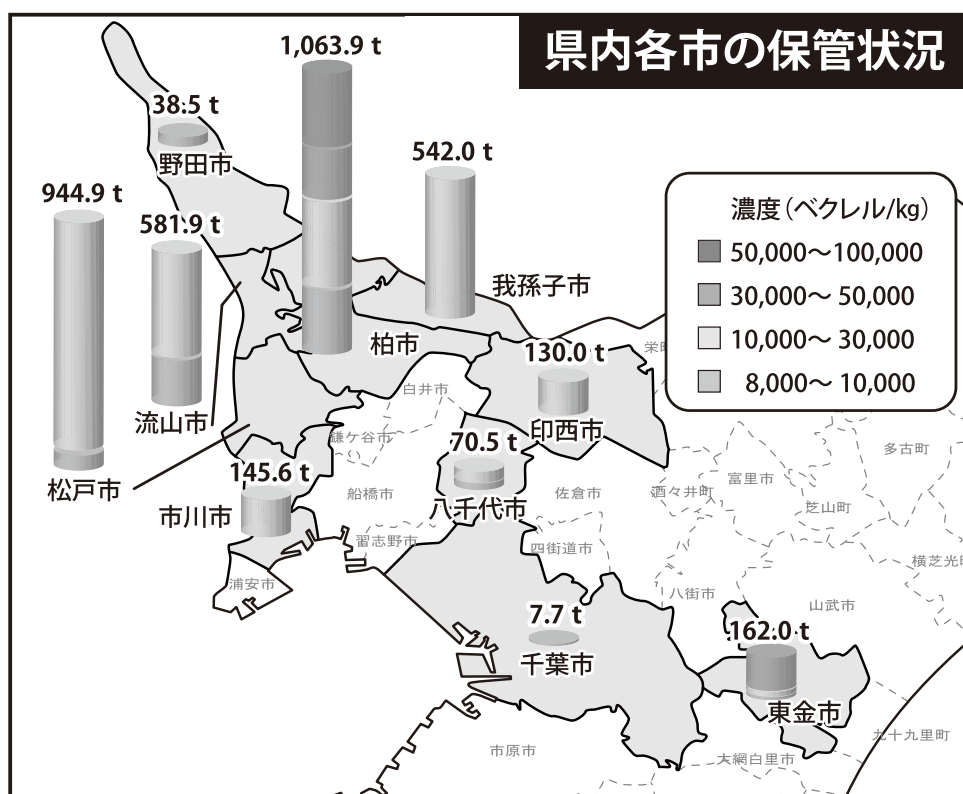 県内各市の保管状況
1,063.9 t
38.5 t
野田市
542.0 t
944.9 t
581.9 t
濃度（ベクレル/kg）
50,000〜100,000
30,000〜 50,000
10,000〜 30,000
8,000〜 10,000
我孫子市
柏市
130.0 t
栄町
白井市
流山市
印西市
鎌ケ谷市
70.5 t
多古町
松戸市
145.6 t
富里市
船橋市
佐倉市
酒々井町
芝山町
市川市
八千代市
習志野市
四街道市
横芝光町
浦安市
八街市
山武市
7.7 t
162.0 t
千葉市
東金市
九十九里町
市原市
大網白里市